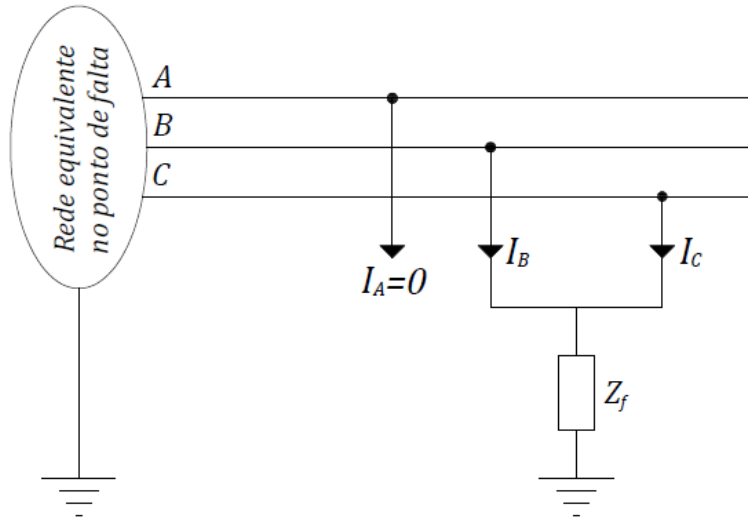 Rede equivalente
no ponto de falta
A
B
C
I_A=0
I_B
I_C
Z_f